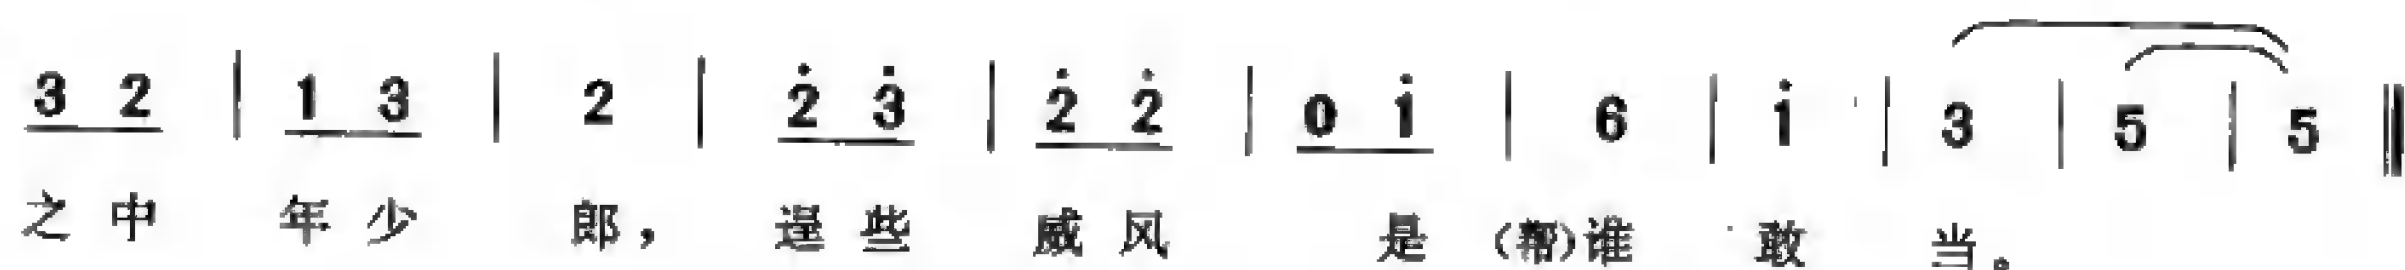 3 2 | 1 3 | 2 | 2̇ 3̇ | 2̇ 2̇ | 0 1̇ | 6 | 1̇ | 3 | 5 | 5 ‖
之中 年少 郎，逞些 威风 是 (帮)谁 敢 当。